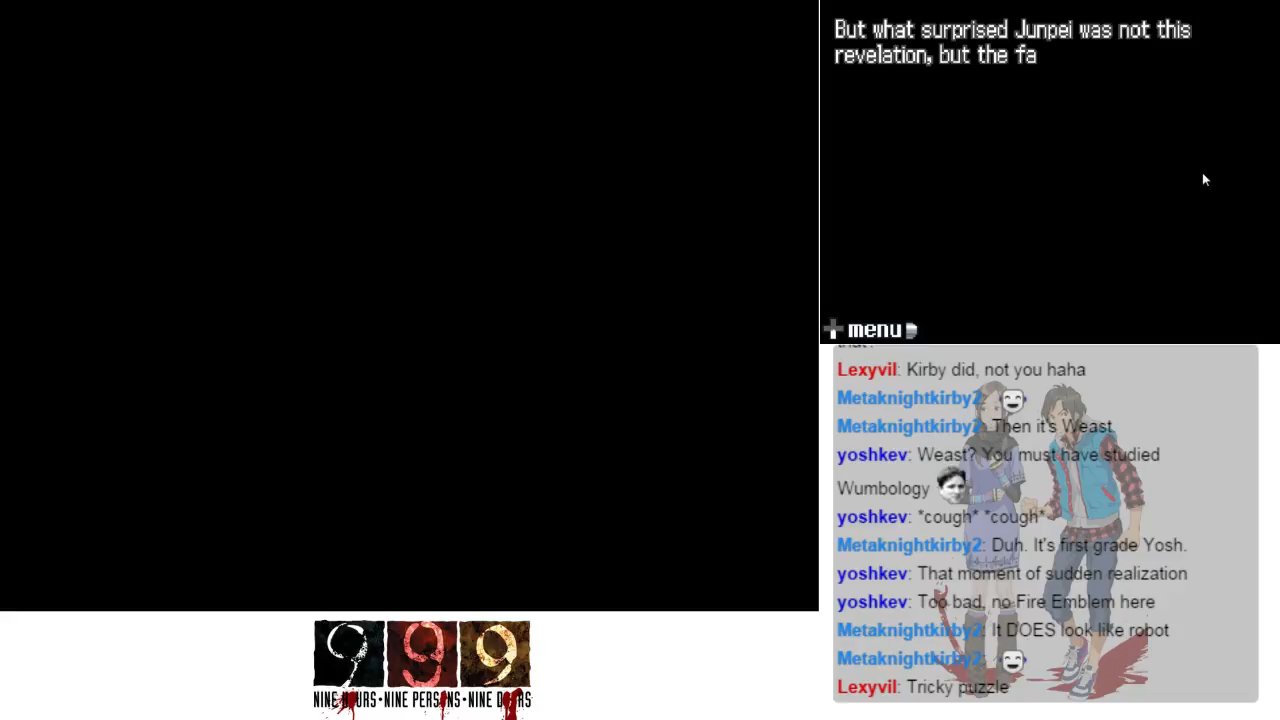 But what surprised Junpei was not this
revelation, but the fa
menu
Lexyvil: Kirby did, not you haha
Metaknightkirby2:
Metaknightkirby2: Then it's Weast
yoshkev: Weast? You must have studied
Wumbology
yoshkev: *cough* *cough*
Metaknightkirby2: Duh. It's first grade Yosh.
yoshkev: That moment of sudden realization
yoshkev: Too bad, no Fire Emblem here
Metaknightkirby2: It DOES look like robot
Metaknightkirby2:
Lexyvil: Tricky puzzle
999
NINE HOURS • NINE PERSONS • NINE DOORS